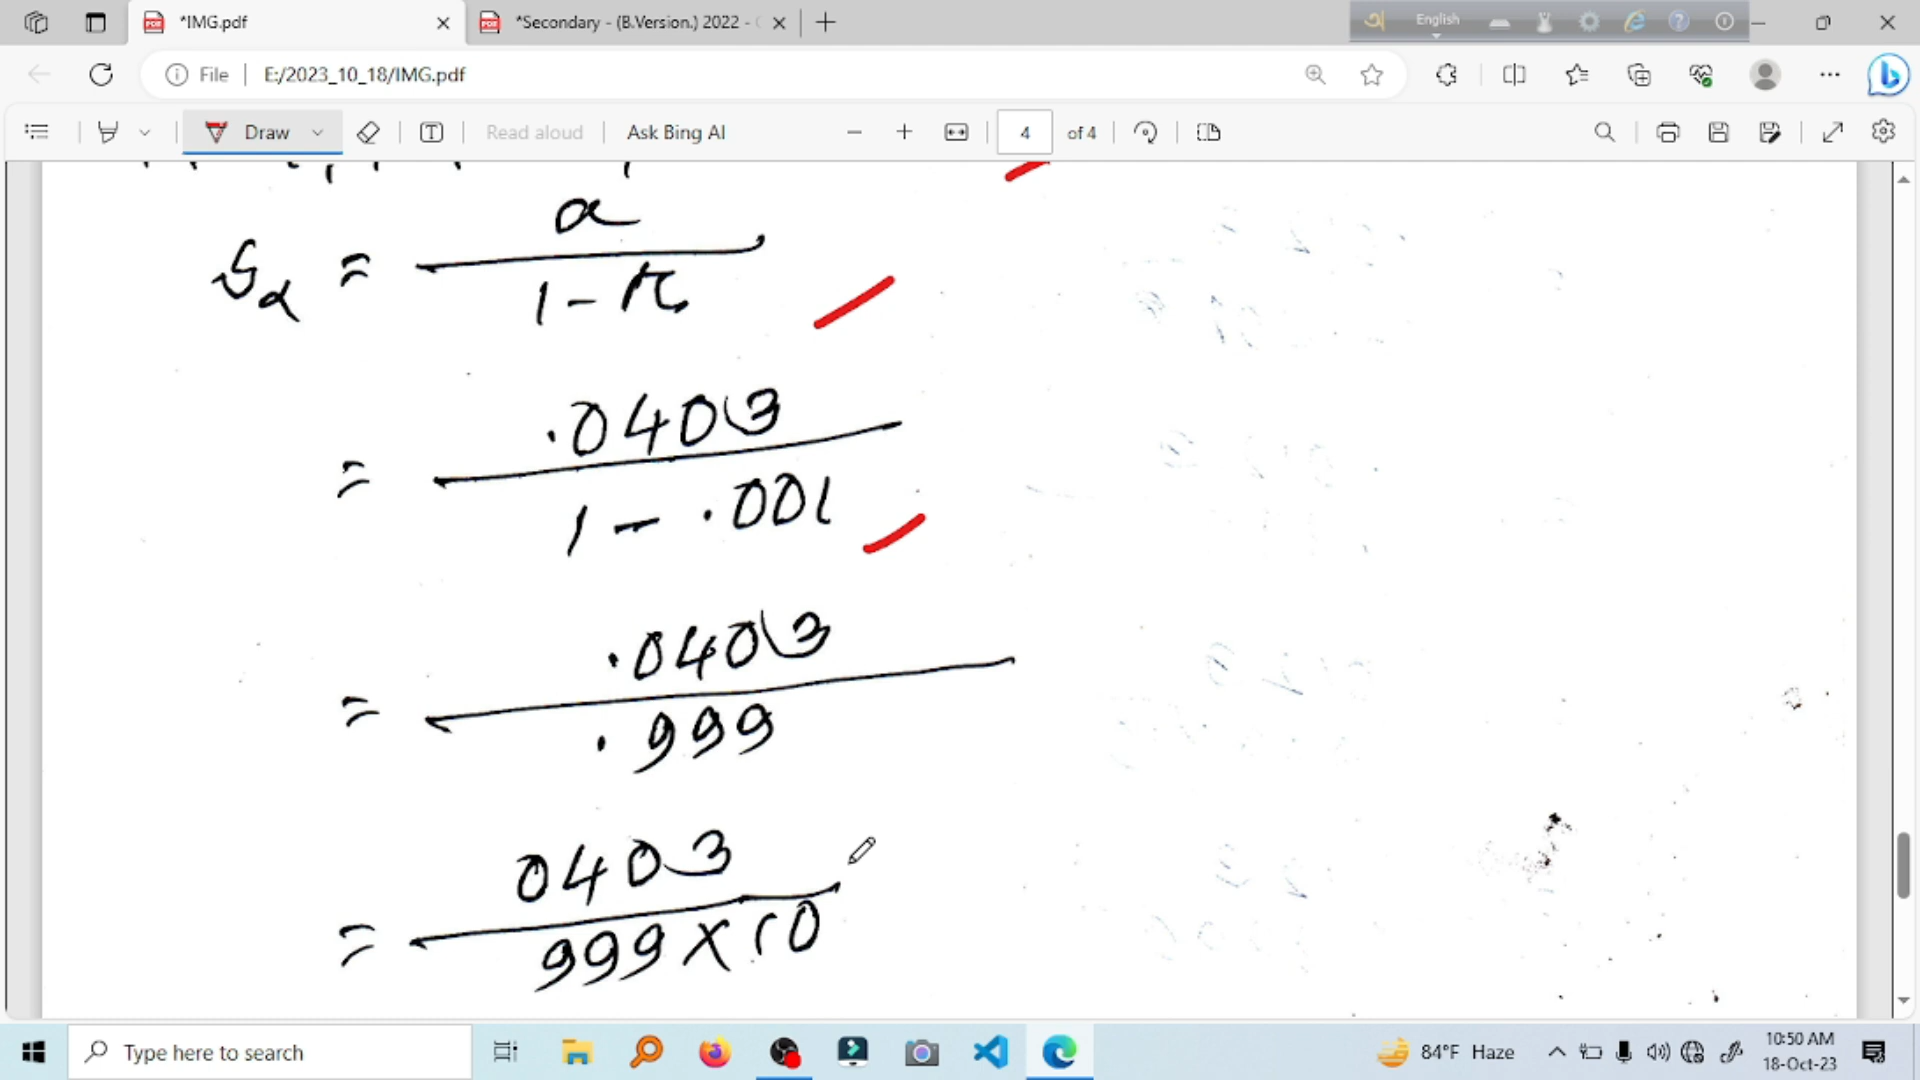 *IMG.pdf
*Secondary - (B.Version.) 2022 -
English
File
E:/2023_10_18/IMG.pdf
Draw
Read aloud
Ask Bing AI
4
of 4
Sα = a / 1 - r
= .0403 / 1 - .001
= .0403 / .999
= 0403 / 999 × 10
Type here to search
84°F Haze
10:50 AM
18-Oct-23